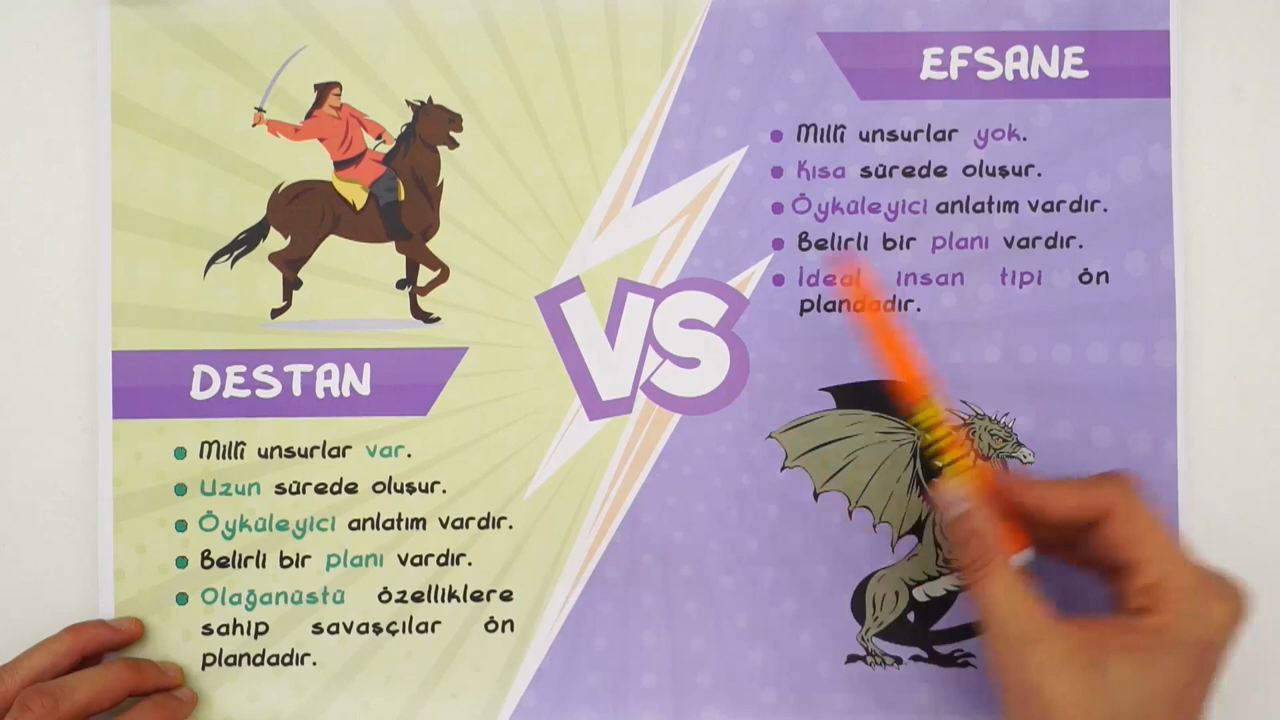 DESTAN
Millî unsurlar var.
Uzun sürede oluşur.
Öyküleyici anlatım vardır.
Belirli bir planı vardır.
Olağanüstü özelliklere
sahip savaşçılar ön
plandadır.
VS
EFSANE
Millî unsurlar yok.
Kısa sürede oluşur.
Öyküleyici anlatım vardır.
Belirli bir planı vardır.
İdeal insan tipi ön
plandadır.